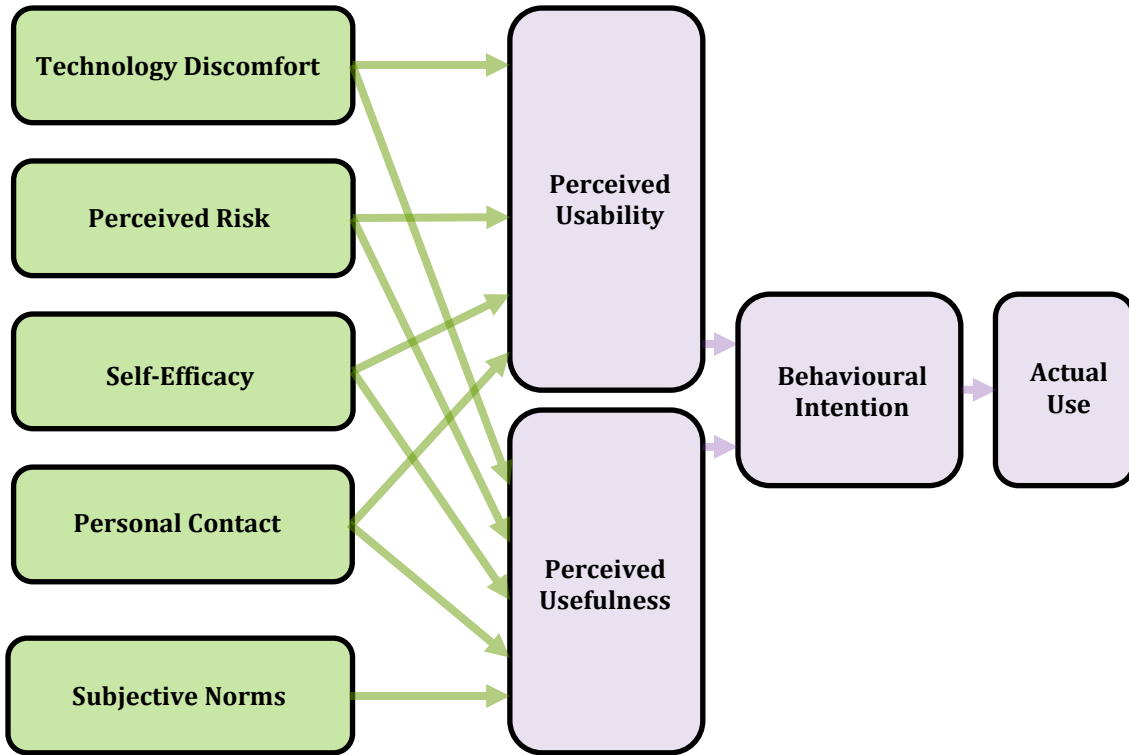 Technology Discomfort
Perceived Risk
Self-Efficacy
Personal Contact
Subjective Norms
Perceived
Usability
Perceived
Usefulness
Behavioural
Intention
Actual
Use